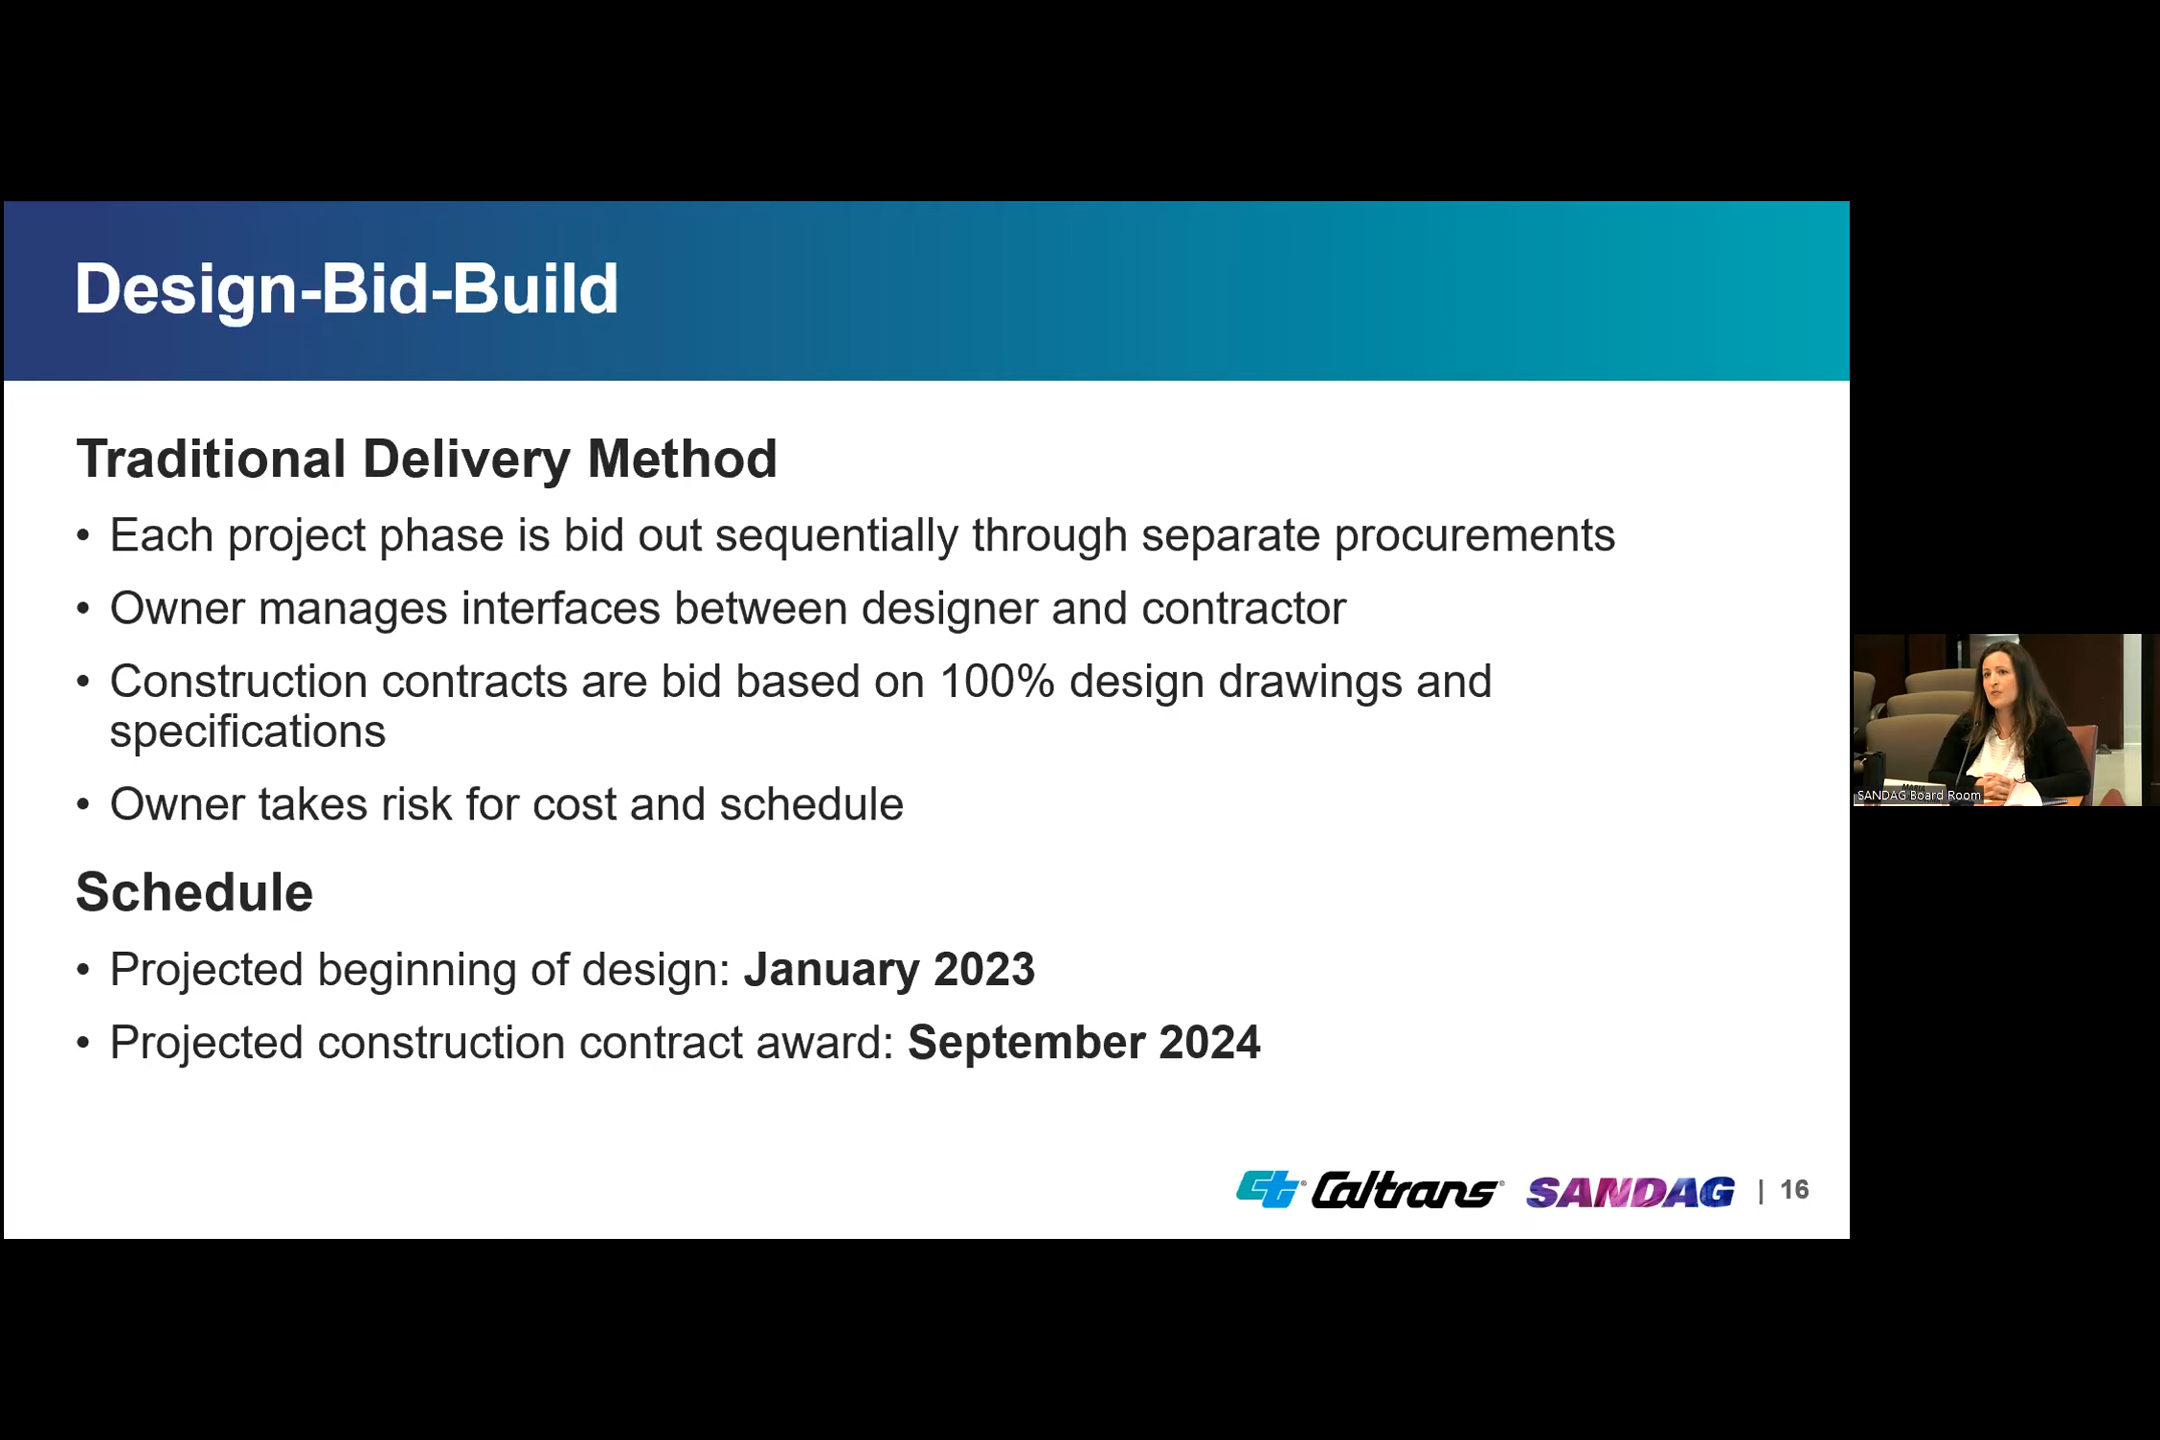 Design-Bid-Build
Traditional Delivery Method
• Each project phase is bid out sequentially through separate procurements
• Owner manages interfaces between designer and contractor
• Construction contracts are bid based on 100% design drawings and
specifications
• Owner takes risk for cost and schedule
Schedule
• Projected beginning of design: January 2023
• Projected construction contract award: September 2024
Ct® Caltrans® SANDAG | 16
SANDAG Board Room